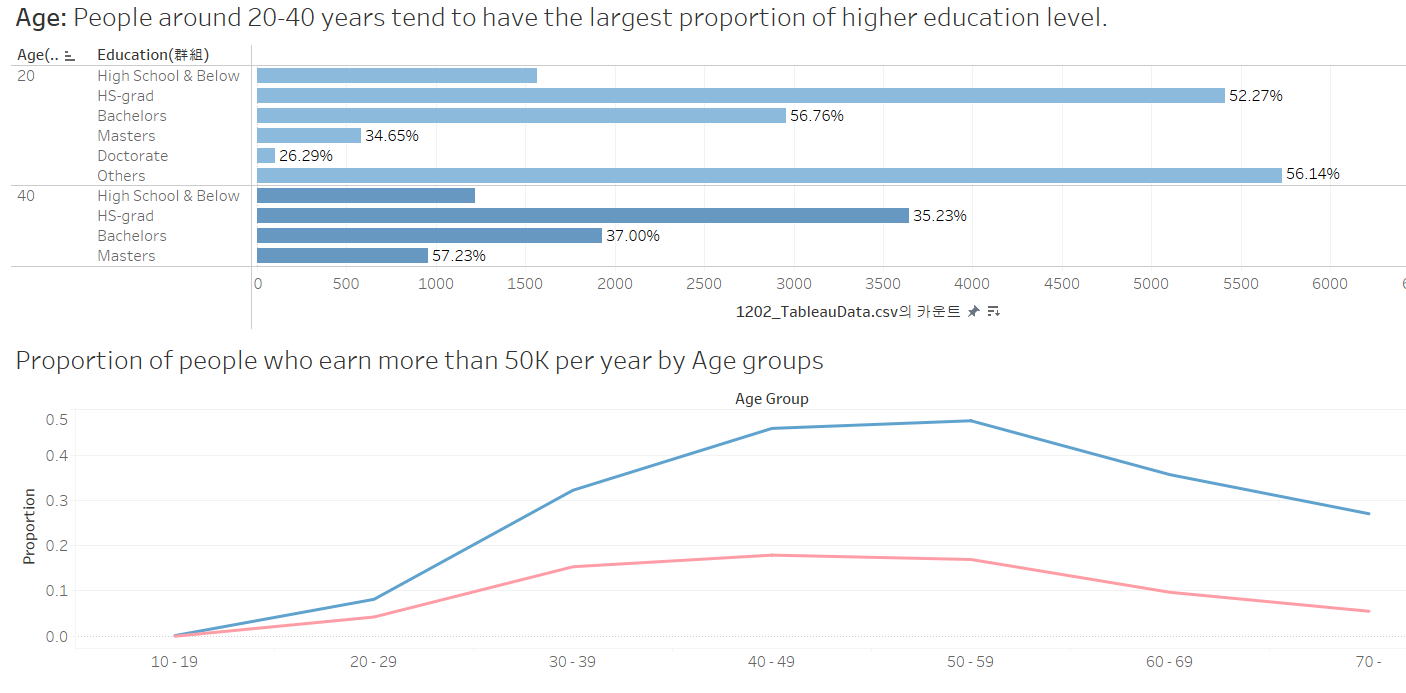 Age: People around 20-40 years tend to have the largest proportion of higher education level.
Age(.. Education(群組)
20 High School & Below
HS-grad 52.27%
Bachelors 56.76%
Masters 34.65%
Doctorate 26.29%
Others 56.14%
40 High School & Below
HS-grad 35.23%
Bachelors 37.00%
Masters 57.23%
0 500 1000 1500 2000 2500 3000 3500 4000 4500 5000 5500 6000
1202_TableauData.csv의 카운트
Proportion of people who earn more than 50K per year by Age groups
Age Group
Proportion
0.5
0.4
0.3
0.2
0.1
0.0
10 - 19 20 - 29 30 - 39 40 - 49 50 - 59 60 - 69 70 -